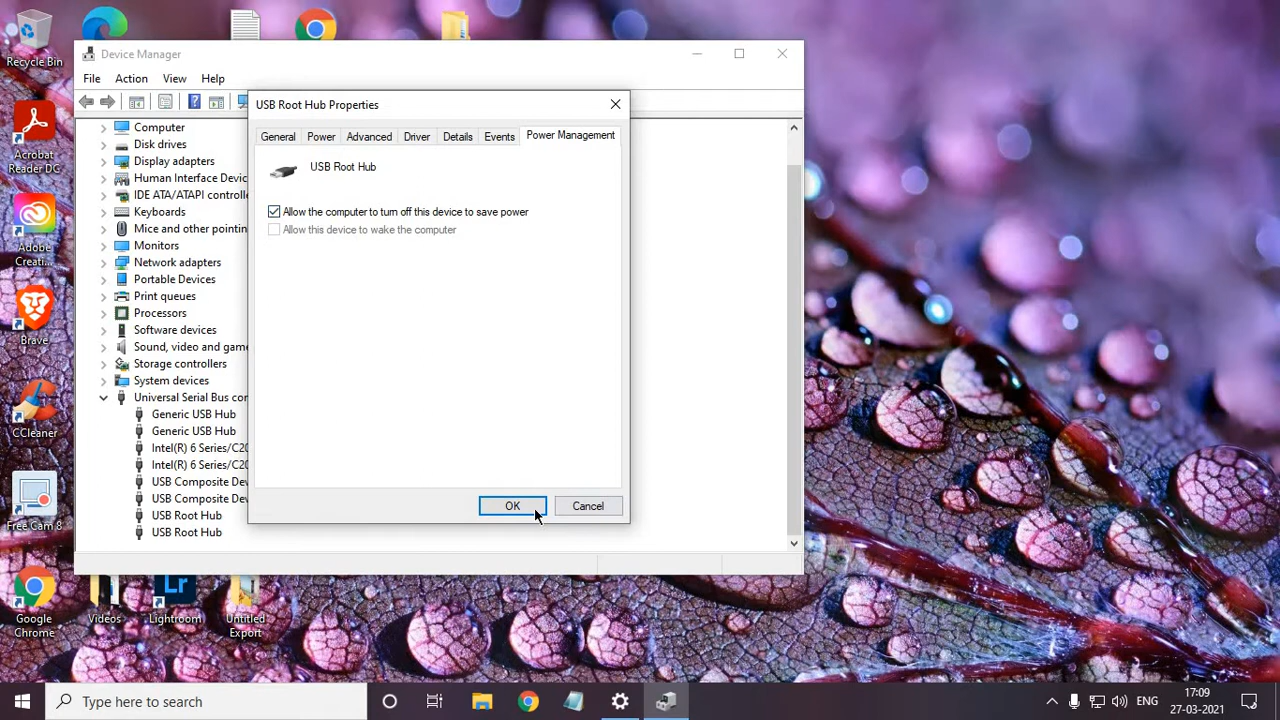 Recycle Bin
Device Manager
File Action View Help
USB Root Hub Properties
General Power Advanced Driver Details Events Power Management
USB Root Hub
Allow the computer to turn off this device to save power
Allow this device to wake the computer
OK Cancel
Computer
Disk drives
Display adapters
Human Interface Devic
IDE ATA/ATAPI controlle
Keyboards
Mice and other pointin
Monitors
Network adapters
Portable Devices
Print queues
Processors
Software devices
Sound, video and game
Storage controllers
System devices
Universal Serial Bus con
Generic USB Hub
Generic USB Hub
Intel(R) 6 Series/C20
Intel(R) 6 Series/C20
USB Composite Dev
USB Composite Dev
USB Root Hub
USB Root Hub
Acrobat
Reader DC
Adobe
Creati...
Brave
CCleaner
Free Cam 8
Google
Chrome
Videos
Lr
Lightroom
Untitled
Export
Type here to search
ENG
17:09
27-03-2021